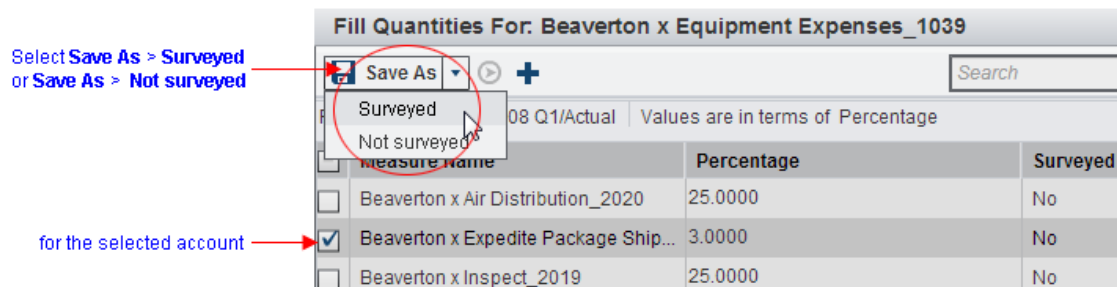 Fill Quantities For: Beaverton x Equipment Expenses_1039
Select Save As > Surveyed
or Save As > Not surveyed
Save As
Search
Surveyed
Not surveyed
08 Q1/Actual Values are in terms of Percentage
Measure Name Percentage Surveyed
Beaverton x Air Distribution_2020 25.0000 No
for the selected account
Beaverton x Expedite Package Ship... 3.0000 No
Beaverton x Inspect_2019 25.0000 No